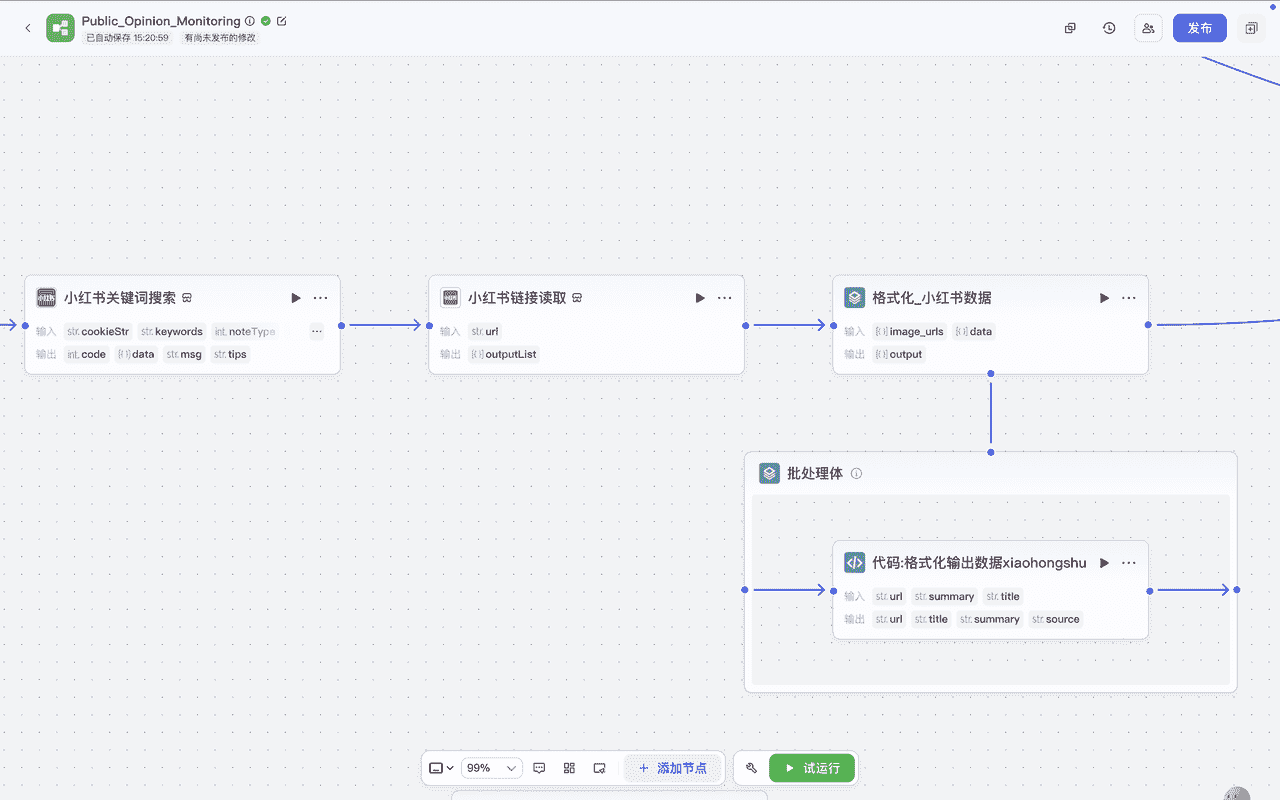 Public_Opinion_Monitoring
已自动保存 15:20:59 有尚未发布的修改
发布
小红书关键词搜索
输入 str. cookieStr str. keywords int. noteType ...
输出 int. code [{}] data str. msg str. tips
小红书链接读取
输入 str. url
输出 [{}] outputList
格式化_小红书数据
输入 [{}] image_urls [{}] data
输出 [{}] output
批处理体
代码:格式化输出数据xiaohongshu
输入 str. url str. summary str. title
输出 str. url str. title str. summary str. source
99%
+ 添加节点
试运行